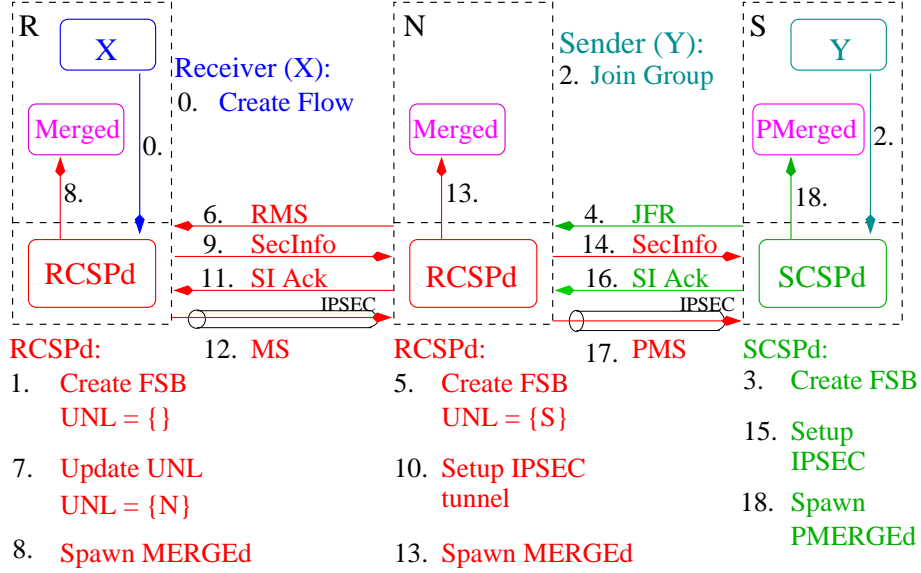 R
N
S
X
Y
Receiver (X):
0. Create Flow
Sender (Y):
2. Join Group
Merged
Merged
PMerged
0.
2.
8.
13.
18.
6. RMS
4. JFR
9. SecInfo
14. SecInfo
RCSPd
RCSPd
SCSPd
11. SI Ack
16. SI Ack
IPSEC
IPSEC
12. MS
17. PMS
RCSPd:
1. Create FSB
UNL = {}
7. Update UNL
UNL = {N}
8. Spawn MERGEd
RCSPd:
5. Create FSB
UNL = {S}
10. Setup IPSEC
tunnel
13. Spawn MERGEd
SCSPd:
3. Create FSB
15. Setup
IPSEC
18. Spawn
PMERGEd